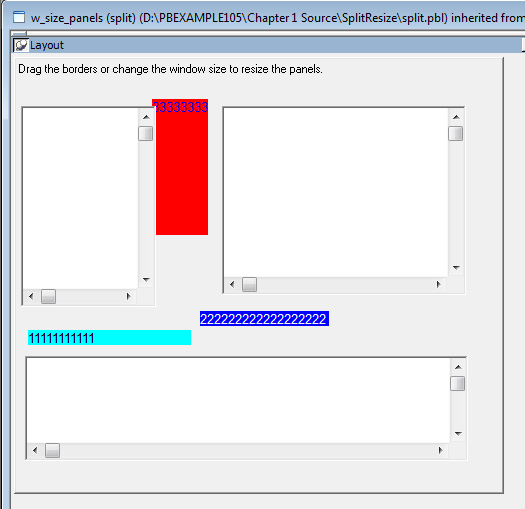 w_size_panels (split) (D:\PBEXAMPLE105\Chapter 1 Source\SplitResize\split.pbl) inherited from
Layout
Drag the borders or change the window size to resize the panels.
33333333
222222222222222222222
11111111111